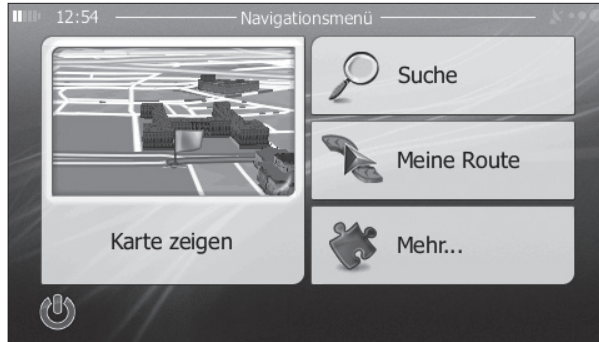 12:54 Navigationsmenü
Suche
Meine Route
Karte zeigen
Mehr...